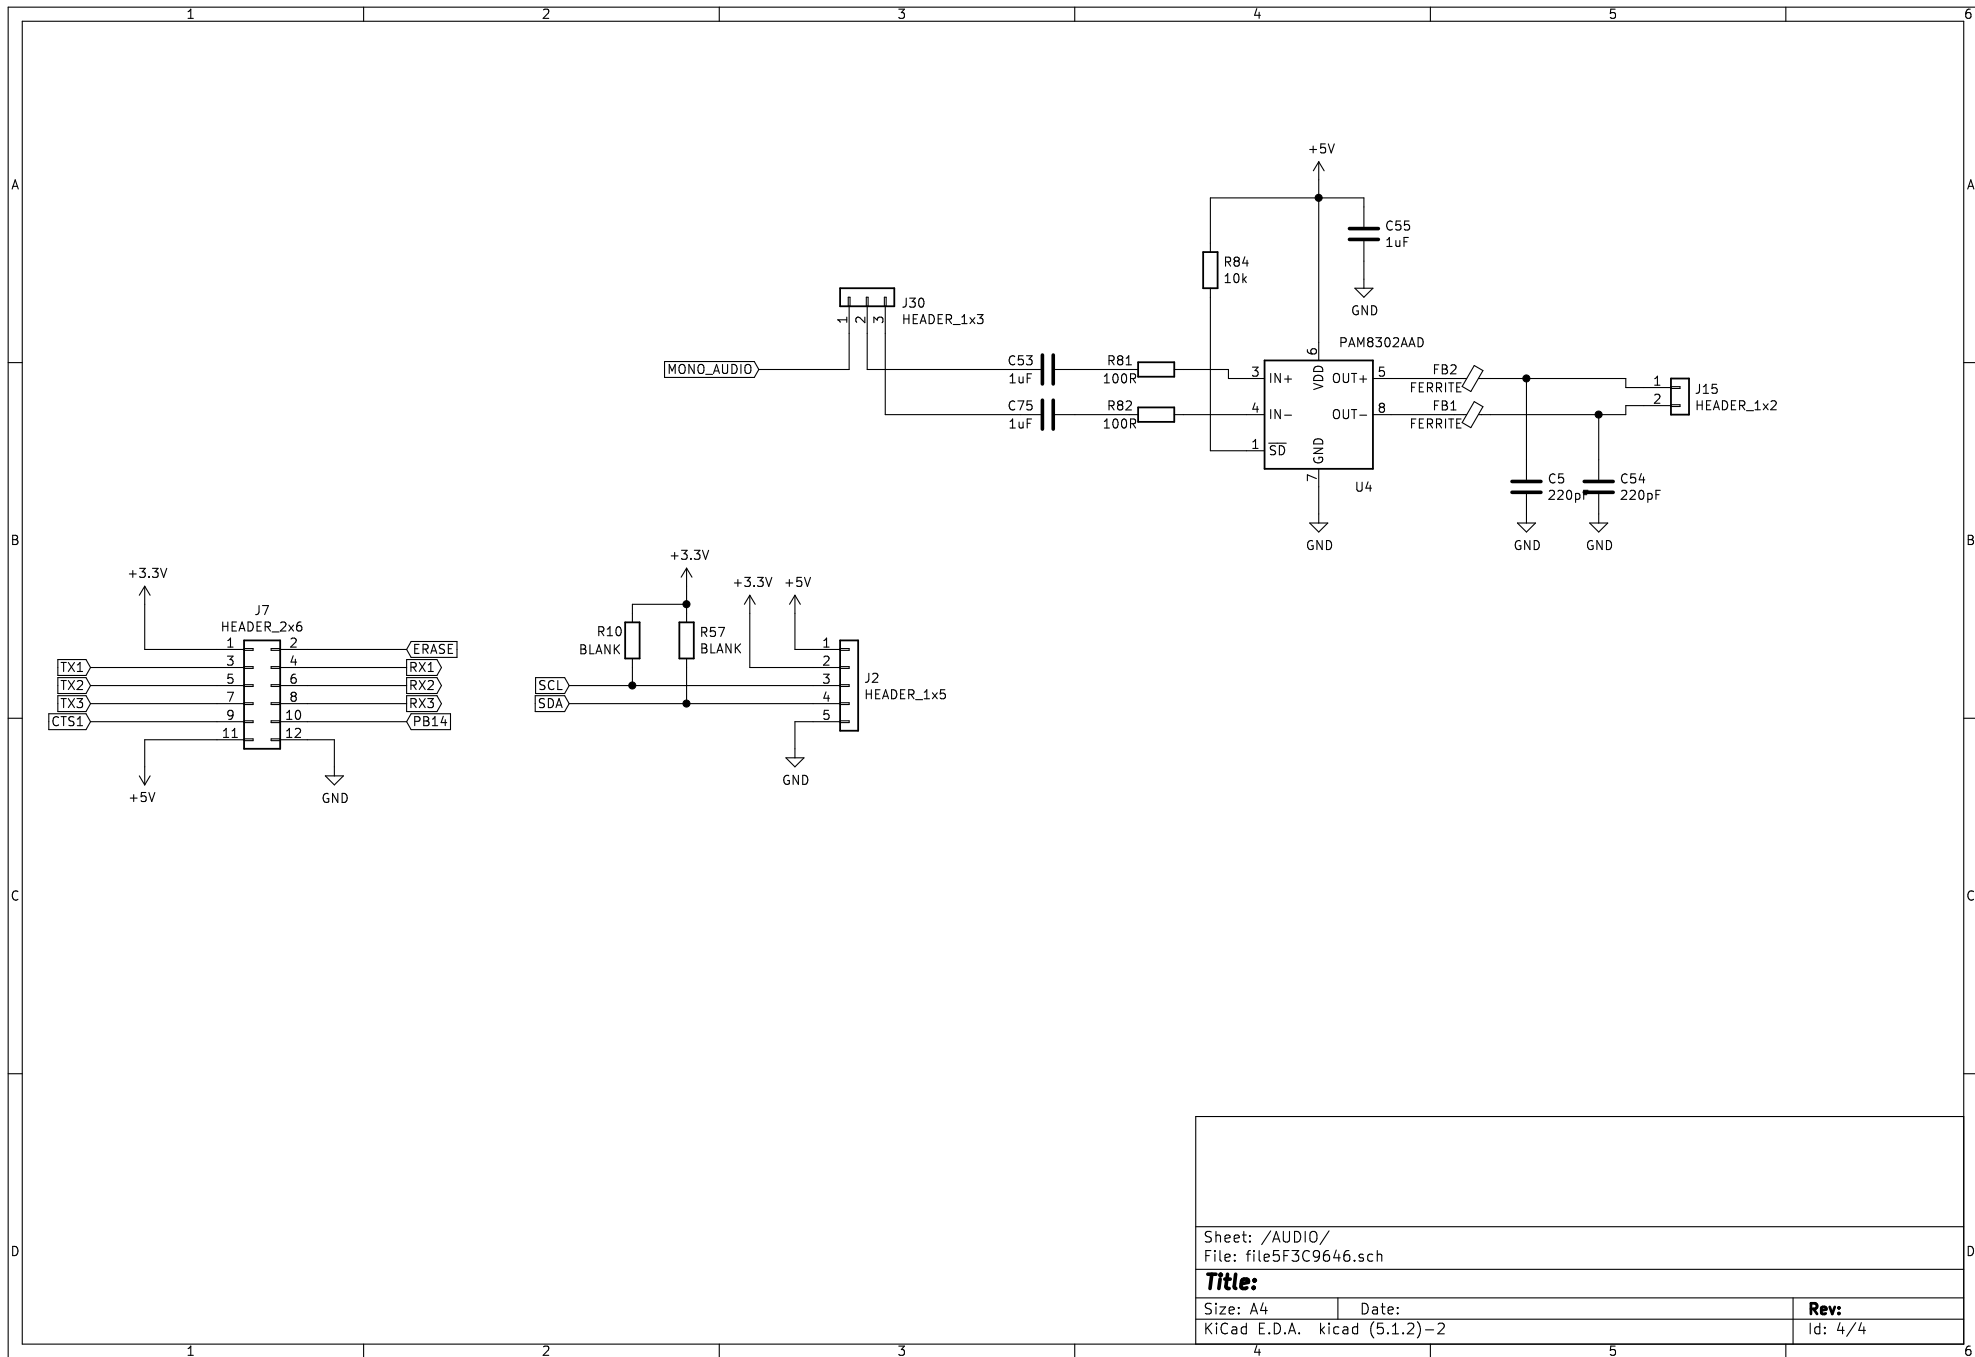 1 2 3 4 5 6
A A
+5V
C55
1uF
R84
10k
GND
J30
HEADER_1x3
1 2 3
MONO_AUDIO
C53
1uF
R81
100R
C75
1uF
R82
100R
PAM8302AAD
6
VDD
3 IN+
4 IN-
1 SD
OUT+ 5
OUT- 8
GND
7
U4
GND
FB2
FERRITE
FB1
FERRITE
1
2
J15
HEADER_1x2
C5
220pF
C54
220pF
GND GND
B B
+3.3V
J7
HEADER_2x6
1 2 ERASE
TX1 3 4 RX1
TX2 5 6 RX2
TX3 7 8 RX3
CTS1 9 10 PB14
11 12
+5V GND
+3.3V
+3.3V +5V
R10
BLANK
R57
BLANK
1
2
SCL 3
SDA 4
5
J2
HEADER_1x5
GND
C C
D D
Sheet: /AUDIO/
File: file5F3C9646.sch
Title:
Size: A4 Date: Rev:
KiCad E.D.A. kicad (5.1.2)-2 Id: 4/4
1 2 3 4 5 6